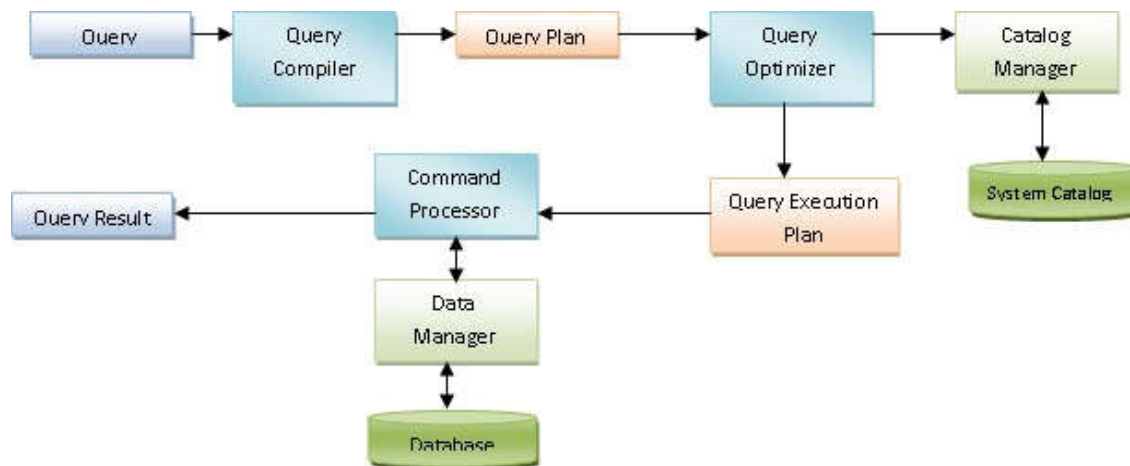 Query
Query
Compiler
Query Plan
Query
Optimizer
Catalog
Manager
Query Result
Command
Processor
Query Execution
Plan
System Catalog
Data
Manager
Database